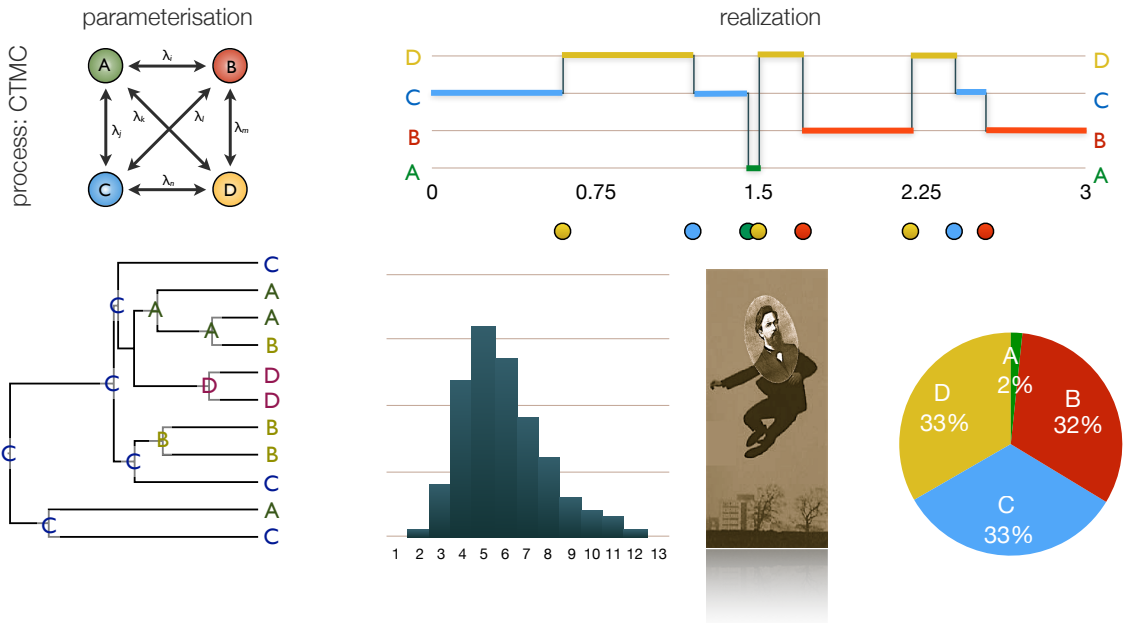 parameterisation
realization
process: CTMC
A
λi
B
λj
λk
λl
λm
C
λn
D
D
C
B
A
D
C
B
A
0
0.75
1.5
2.25
3
C
A
A
B
D
D
B
B
C
A
C
C
A
A
C
D
B
C
C
C
1 2 3 4 5 6 7 8 9 10 11 12 13
A
2%
B
32%
C
33%
D
33%